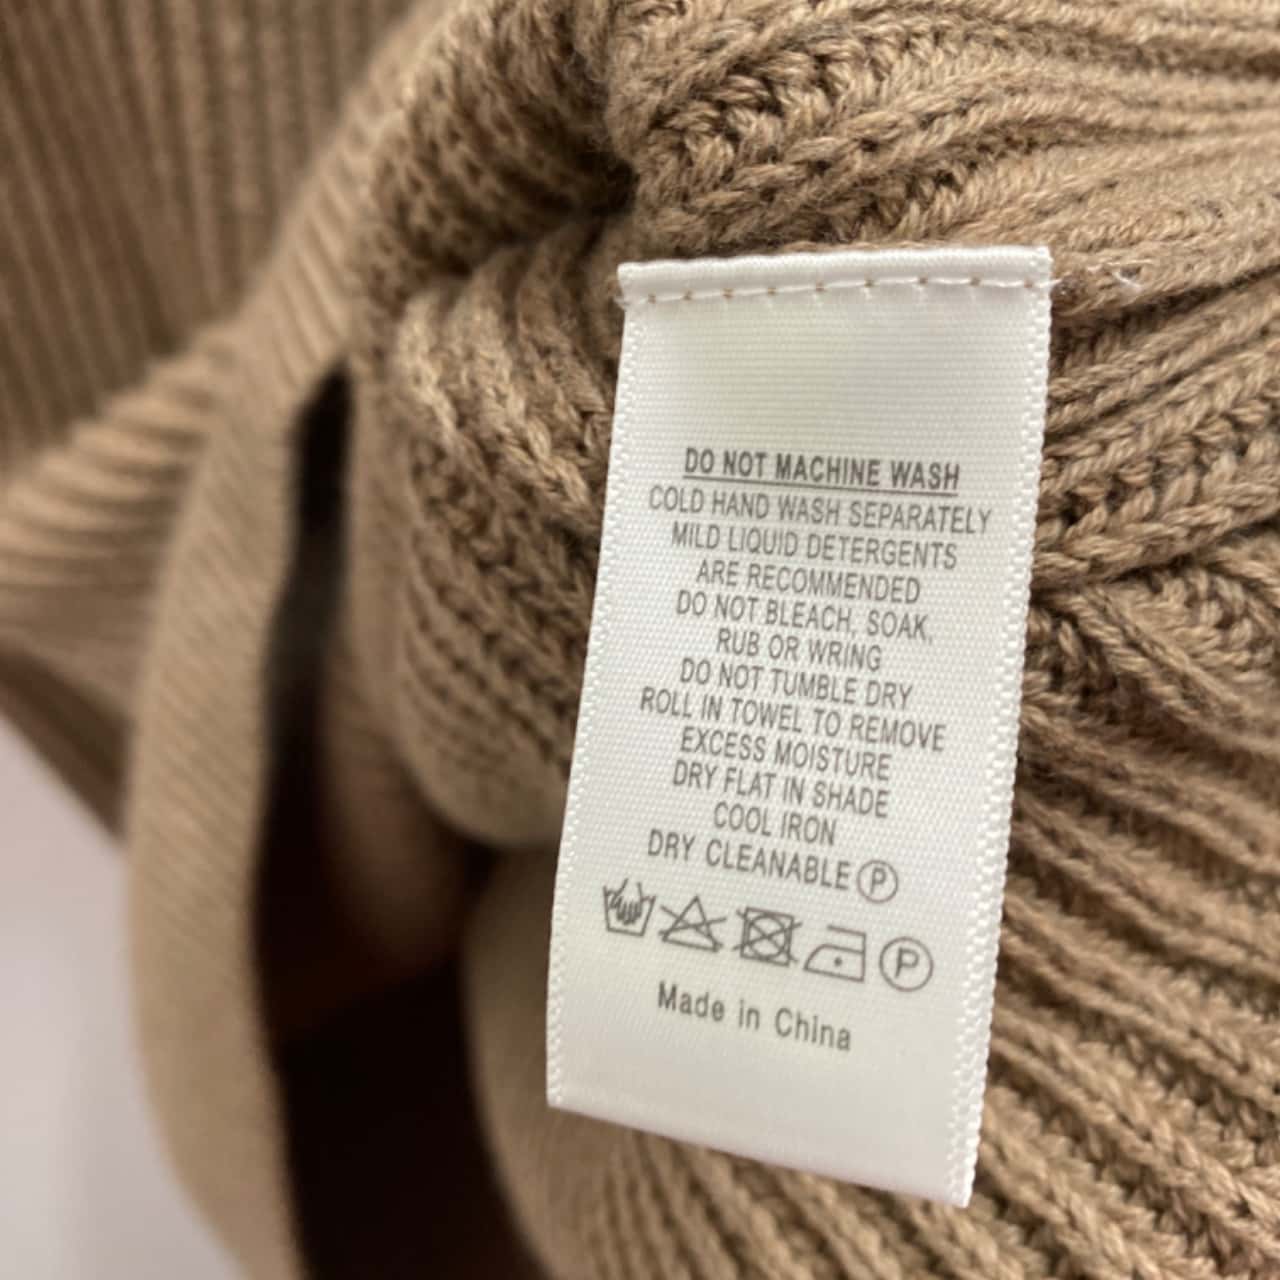 DO NOT MACHINE WASH
COLD HAND WASH SEPARATELY
MILD LIQUID DETERGENTS
ARE RECOMMENDED
DO NOT BLEACH, SOAK,
RUB OR WRING
DO NOT TUMBLE DRY
ROLL IN TOWEL TO REMOVE
EXCESS MOISTURE
DRY FLAT IN SHADE
COOL IRON
DRY CLEANABLE Ⓟ
Ⓟ
Made in China